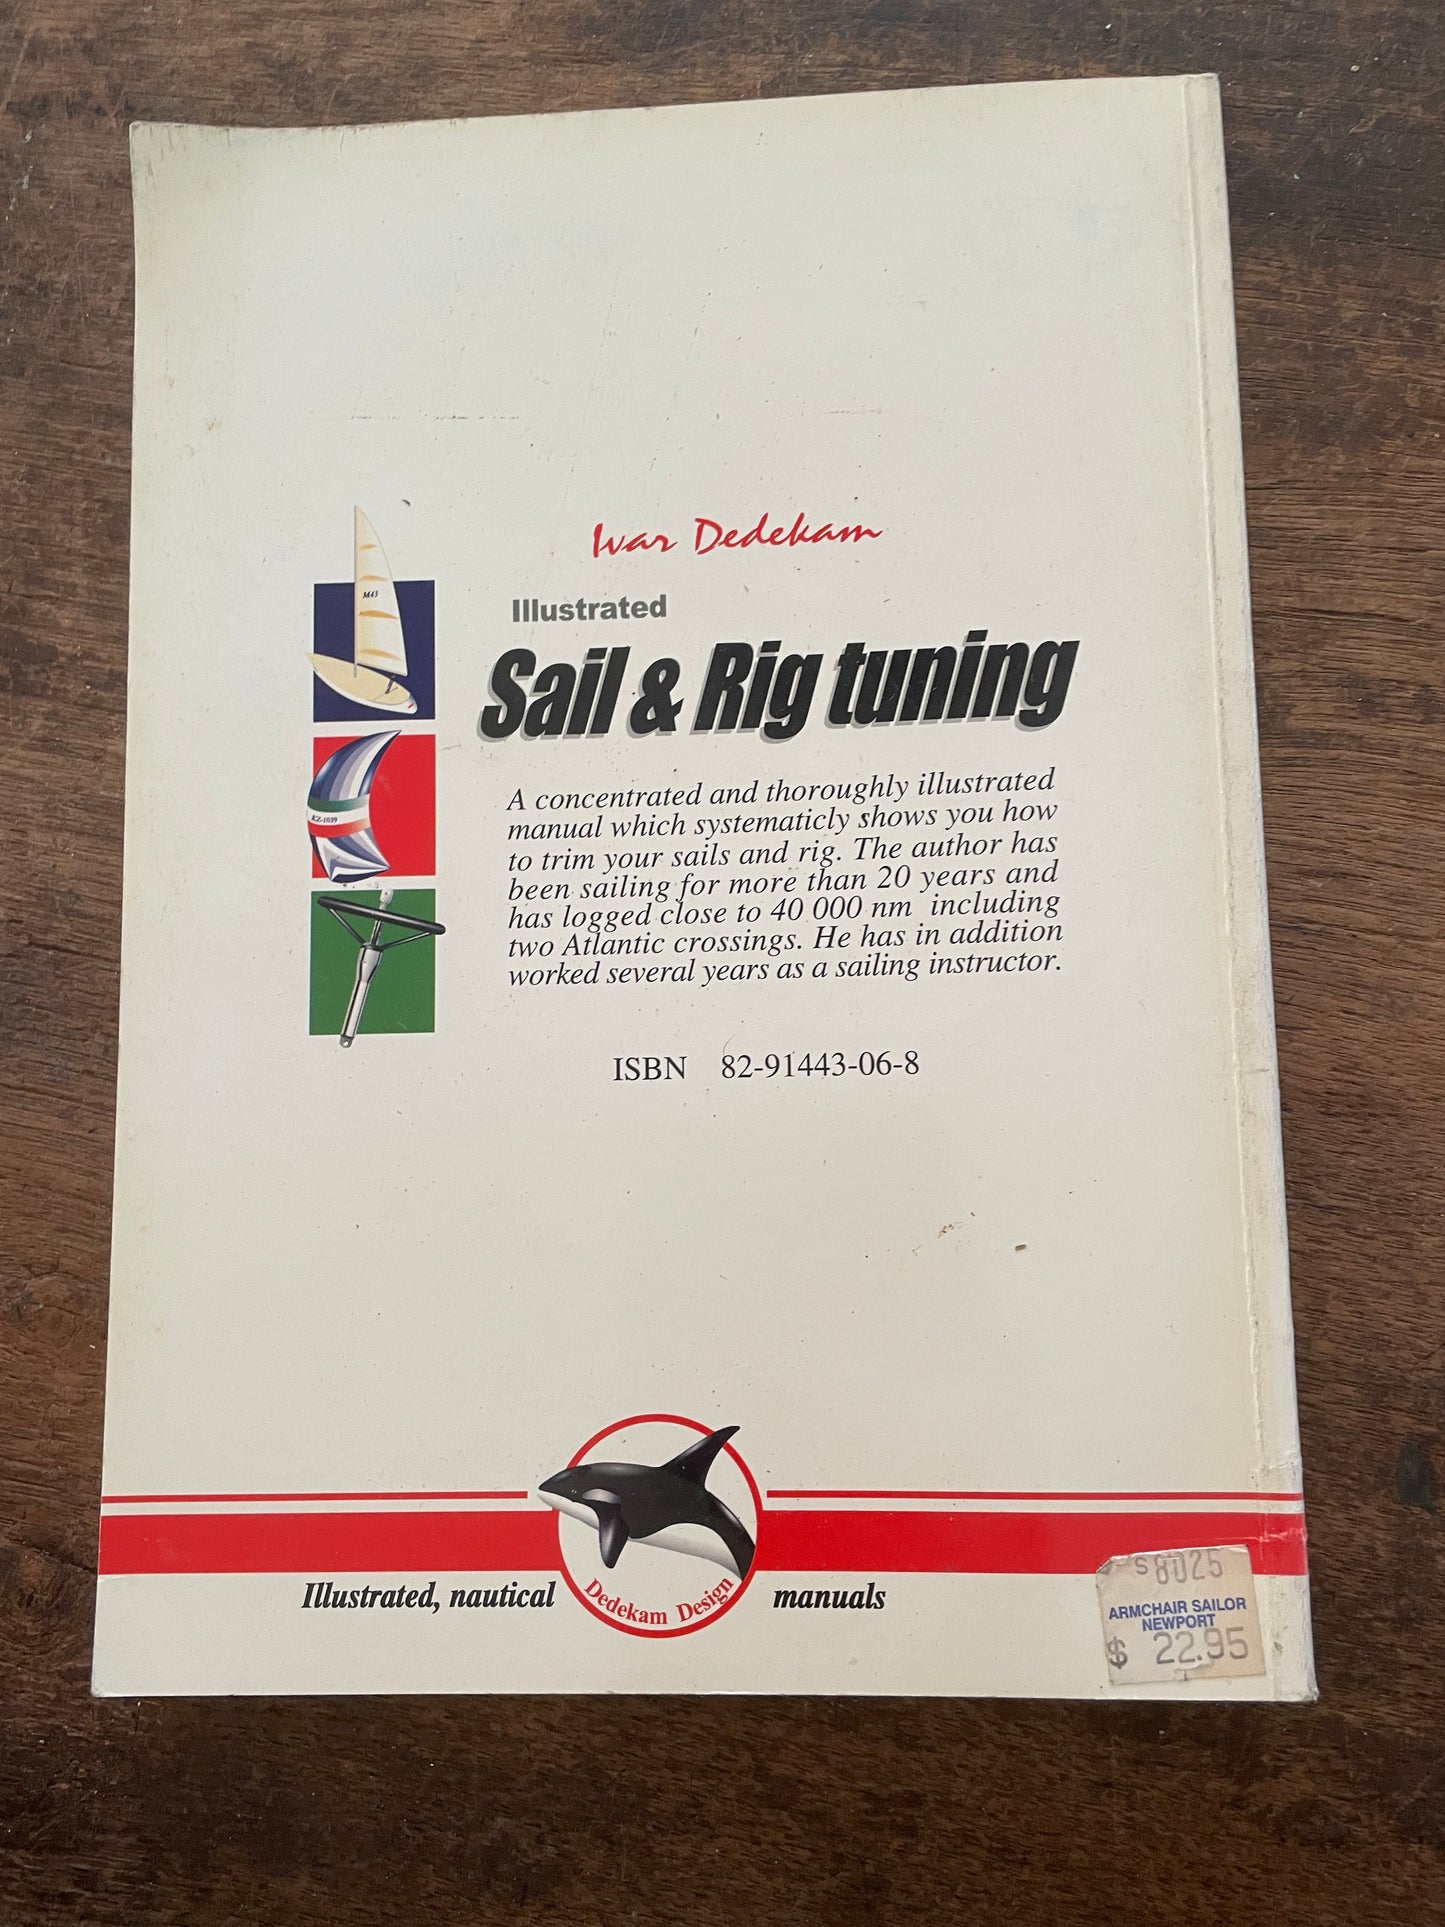 Ivar Dedekam
Illustrated
Sail & Rig tuning
M43
KZ-1039
A concentrated and thoroughly illustrated
manual which systematicly shows you how
to trim your sails and rig. The author has
been sailing for more than 20 years and
has logged close to 40 000 nm including
two Atlantic crossings. He has in addition
worked several years as a sailing instructor.
ISBN 82-91443-06-8
Illustrated, nautical
Dedekam Design
manuals
S 8025
ARMCHAIR SAILOR
NEWPORT
$ 22.95